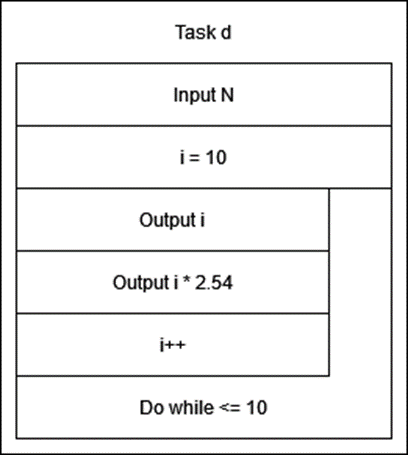 Task d
Input N
i = 10
Output i
Output i * 2.54
i++
Do while <= 10